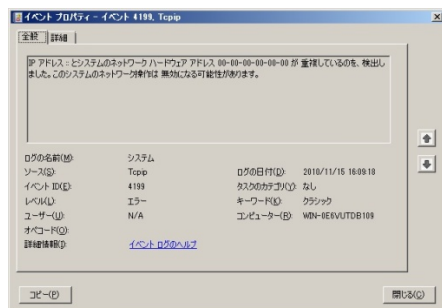 イベント プロパティ - イベント 4199, Tcpip
全般 詳細
IP アドレス :: とシステムのネットワーク ハードウェア アドレス 00-00-00-00-00-00 が 重複しているのを、検出し
ました。このシステムのネットワーク操作は 無効になる可能性があります。
ログの名前(M): システム
ソース(S): Tcpip ログの日付(D): 2010/11/15 16:09:18
イベント ID(E): 4199 タスクのカテゴリ(Y): なし
レベル(L): エラー キーワード(K): クラシック
ユーザー(U): N/A コンピューター(R): WIN-0E6VUTDB109
オペコード(O):
詳細情報(I): イベント ログのヘルプ
コピー(P) 閉じる(C)